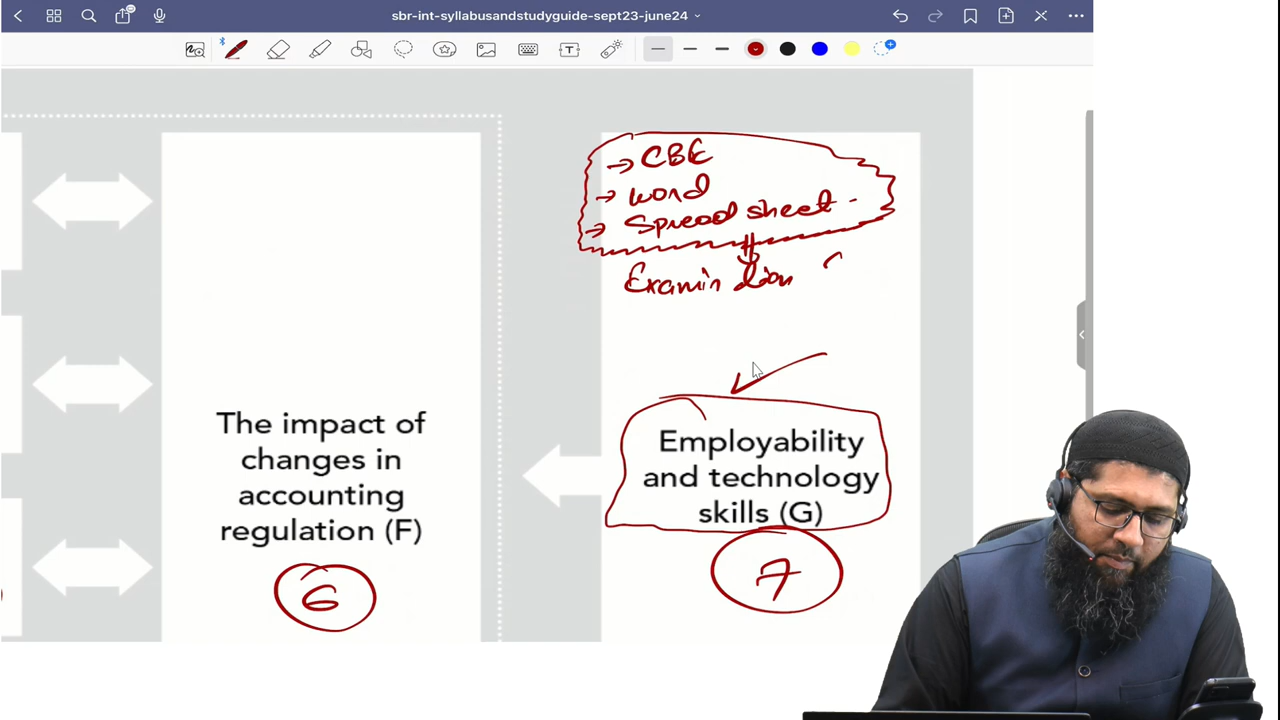 sbr-int-syllabusandstudyguide-sept23-june24
→ CBE
→ word
→ Spread sheet
Examin
The impact of
changes in
accounting
regulation (F)
6
Employability
and technology
skills (G)
7